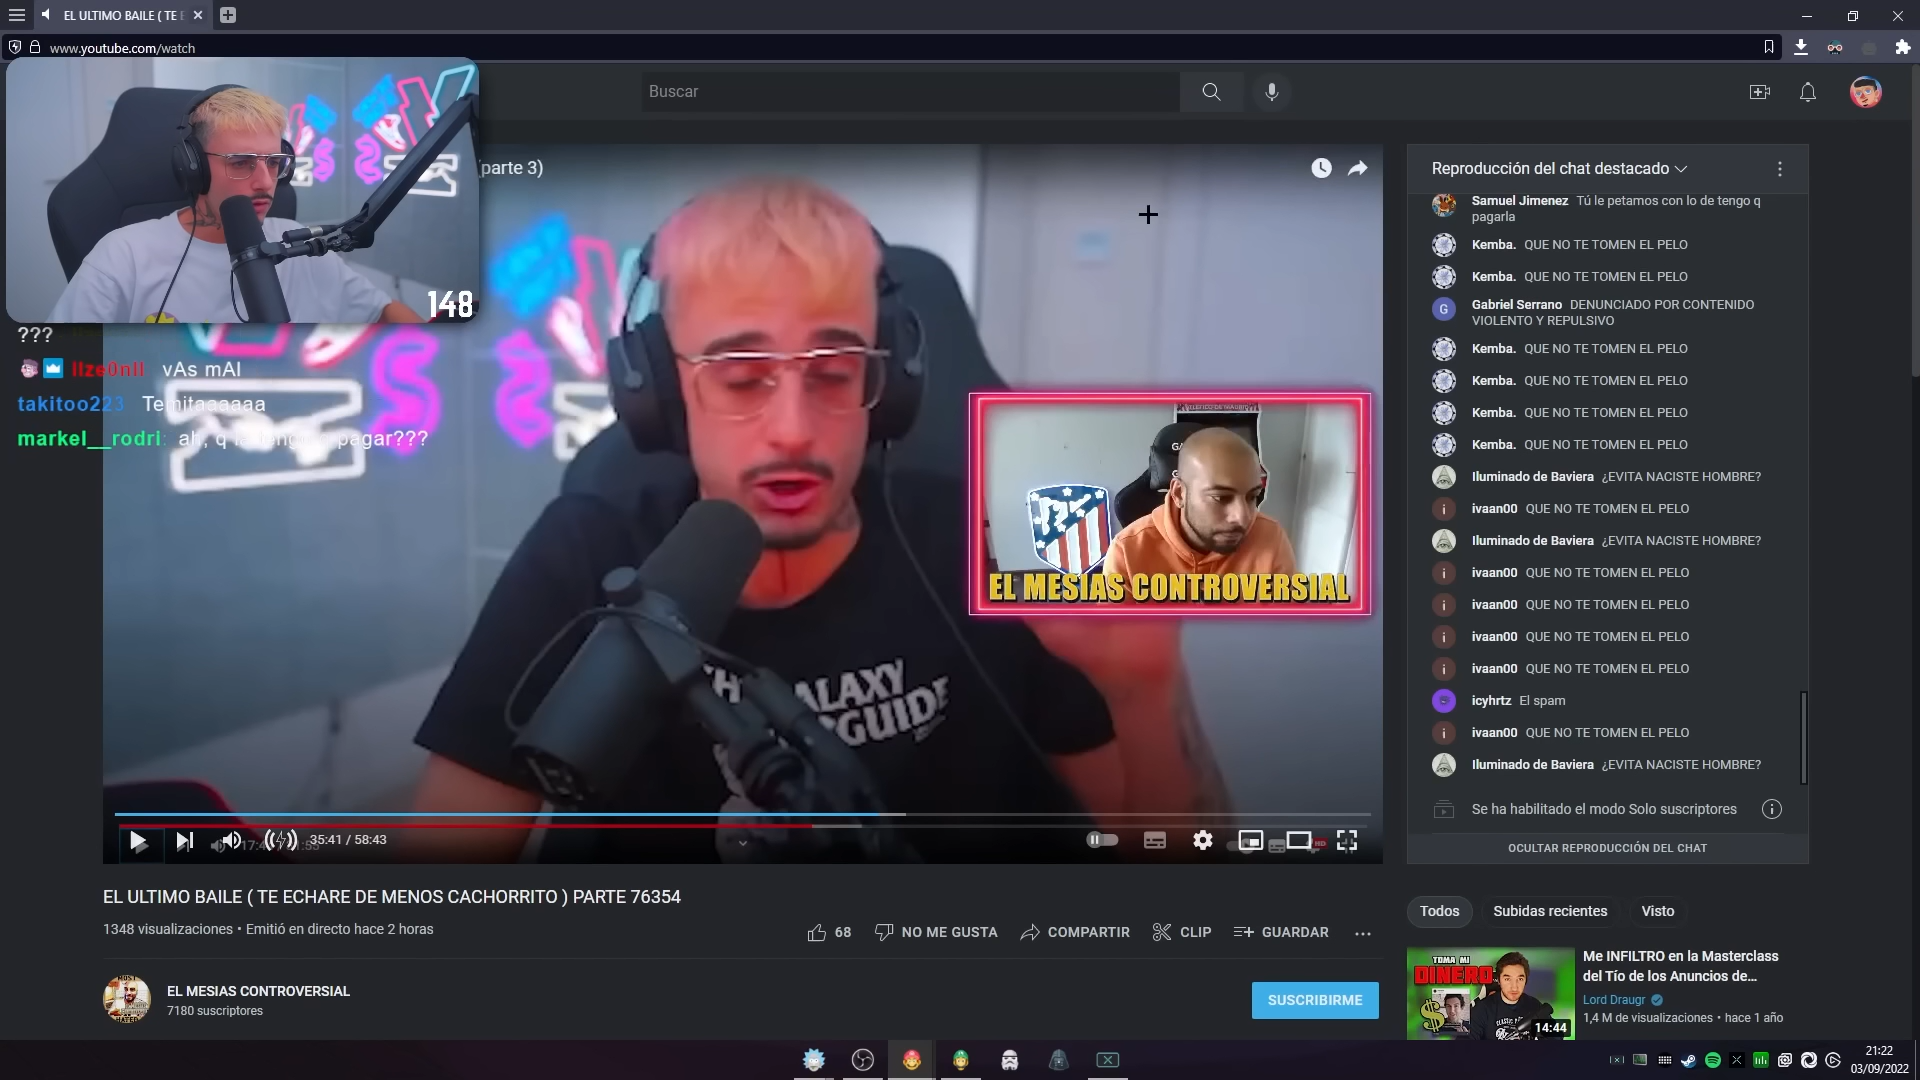 EL ULTIMO BAILE ( TE E
www.youtube.com/watch
Buscar
148
(parte 3)
???
llze0nll vAs mAl
takitoo223 Temitaaaaaa
markel__rodri: ah, q la tengo q pagar???
EL MESIAS CONTROVERSIAL
GALAXY
GUIDE
35:41 / 58:43
EL ULTIMO BAILE ( TE ECHARE DE MENOS CACHORRITO ) PARTE 76354
1348 visualizaciones • Emitió en directo hace 2 horas
68
NO ME GUSTA
COMPARTIR
CLIP
GUARDAR
EL MESIAS CONTROVERSIAL
7180 suscriptores
SUSCRIBIRME
Reproducción del chat destacado
Samuel Jimenez Tú le petamos con lo de tengo q
pagarla
Kemba. QUE NO TE TOMEN EL PELO
Kemba. QUE NO TE TOMEN EL PELO
G Gabriel Serrano DENUNCIADO POR CONTENIDO
VIOLENTO Y REPULSIVO
Kemba. QUE NO TE TOMEN EL PELO
Kemba. QUE NO TE TOMEN EL PELO
Kemba. QUE NO TE TOMEN EL PELO
Kemba. QUE NO TE TOMEN EL PELO
Iluminado de Baviera ¿EVITA NACISTE HOMBRE?
i ivaan00 QUE NO TE TOMEN EL PELO
Iluminado de Baviera ¿EVITA NACISTE HOMBRE?
i ivaan00 QUE NO TE TOMEN EL PELO
i ivaan00 QUE NO TE TOMEN EL PELO
i ivaan00 QUE NO TE TOMEN EL PELO
i ivaan00 QUE NO TE TOMEN EL PELO
icyhrtz El spam
i ivaan00 QUE NO TE TOMEN EL PELO
Iluminado de Baviera ¿EVITA NACISTE HOMBRE?
Se ha habilitado el modo Solo suscriptores
OCULTAR REPRODUCCIÓN DEL CHAT
Todos
Subidas recientes
Visto
TOMA MI
DINERO
14:44
Me INFILTRO en la Masterclass
del Tío de los Anuncios de…
Lord Draugr
1,4 M de visualizaciones • hace 1 año
21:22
03/09/2022